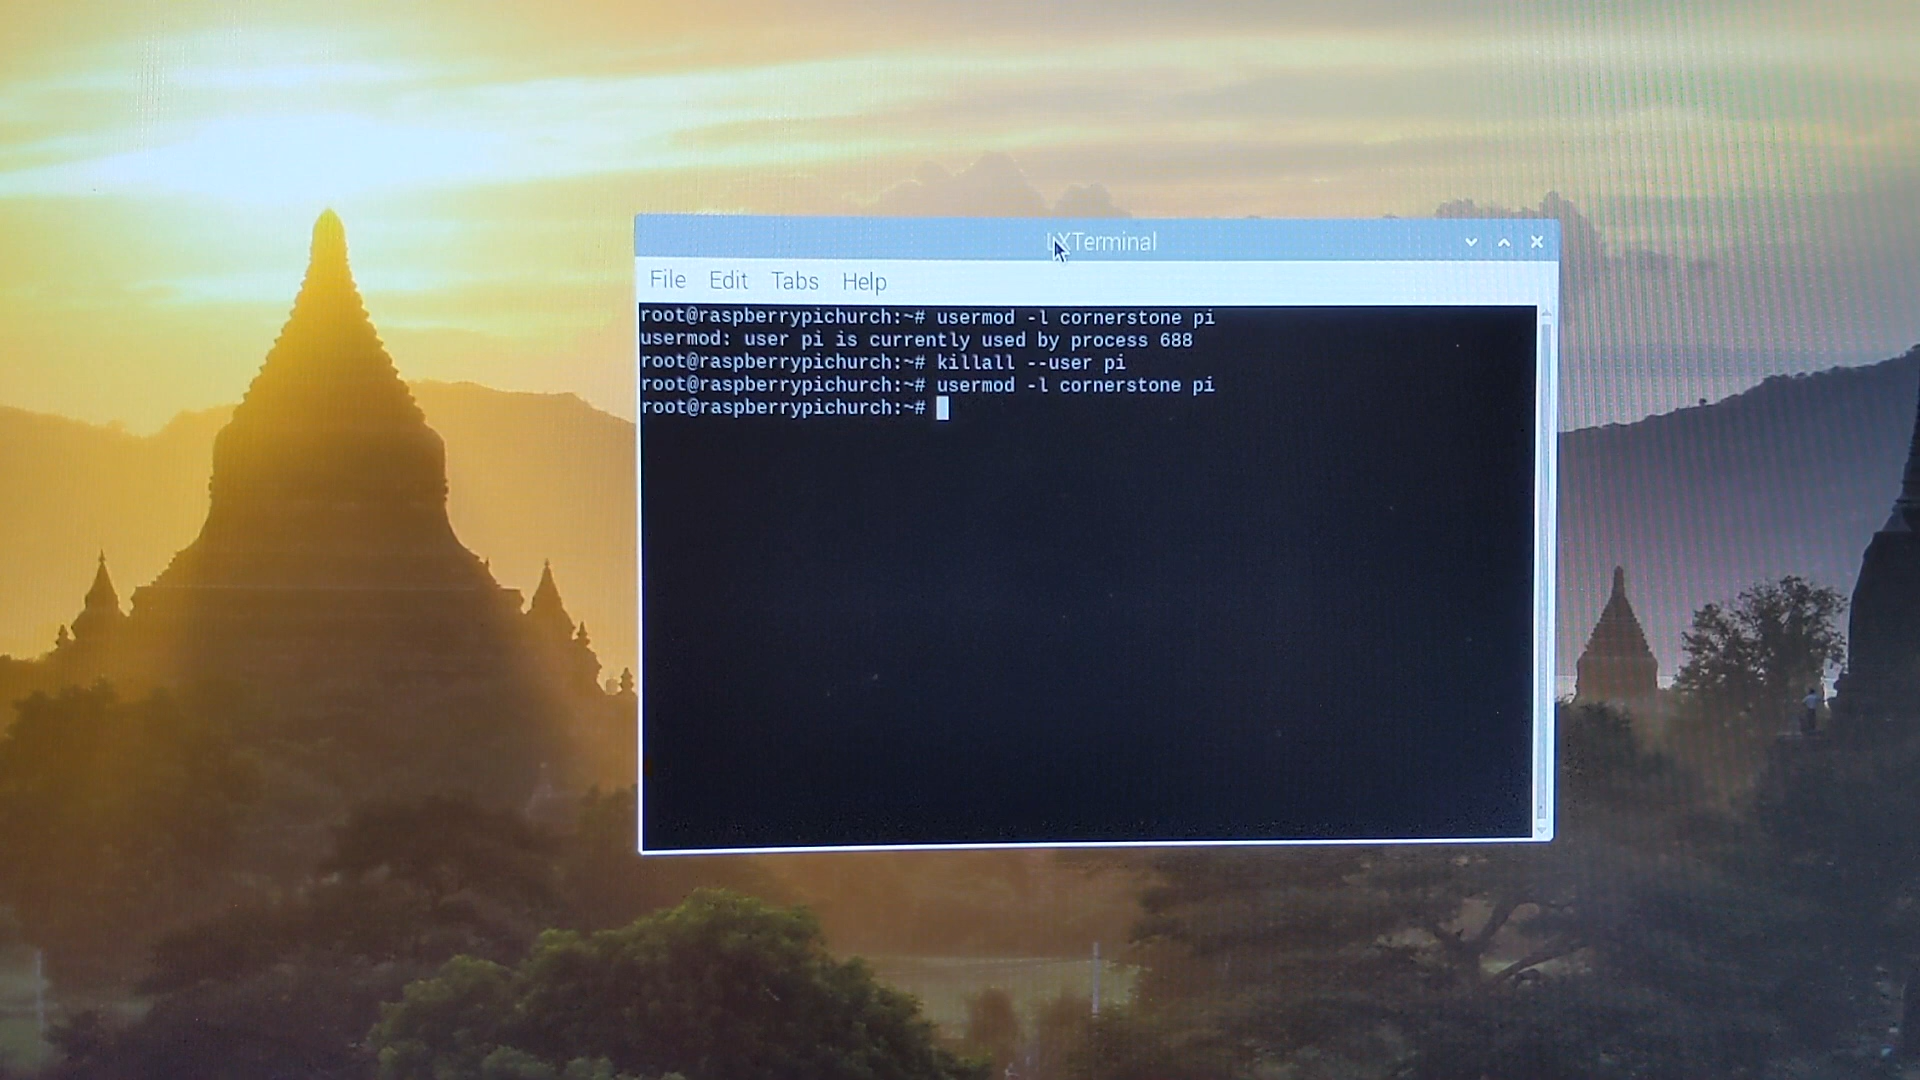 LXTerminal
File Edit Tabs Help
root@raspberrypichurch:~# usermod -l cornerstone pi
usermod: user pi is currently used by process 688
root@raspberrypichurch:~# killall --user pi
root@raspberrypichurch:~# usermod -l cornerstone pi
root@raspberrypichurch:~#